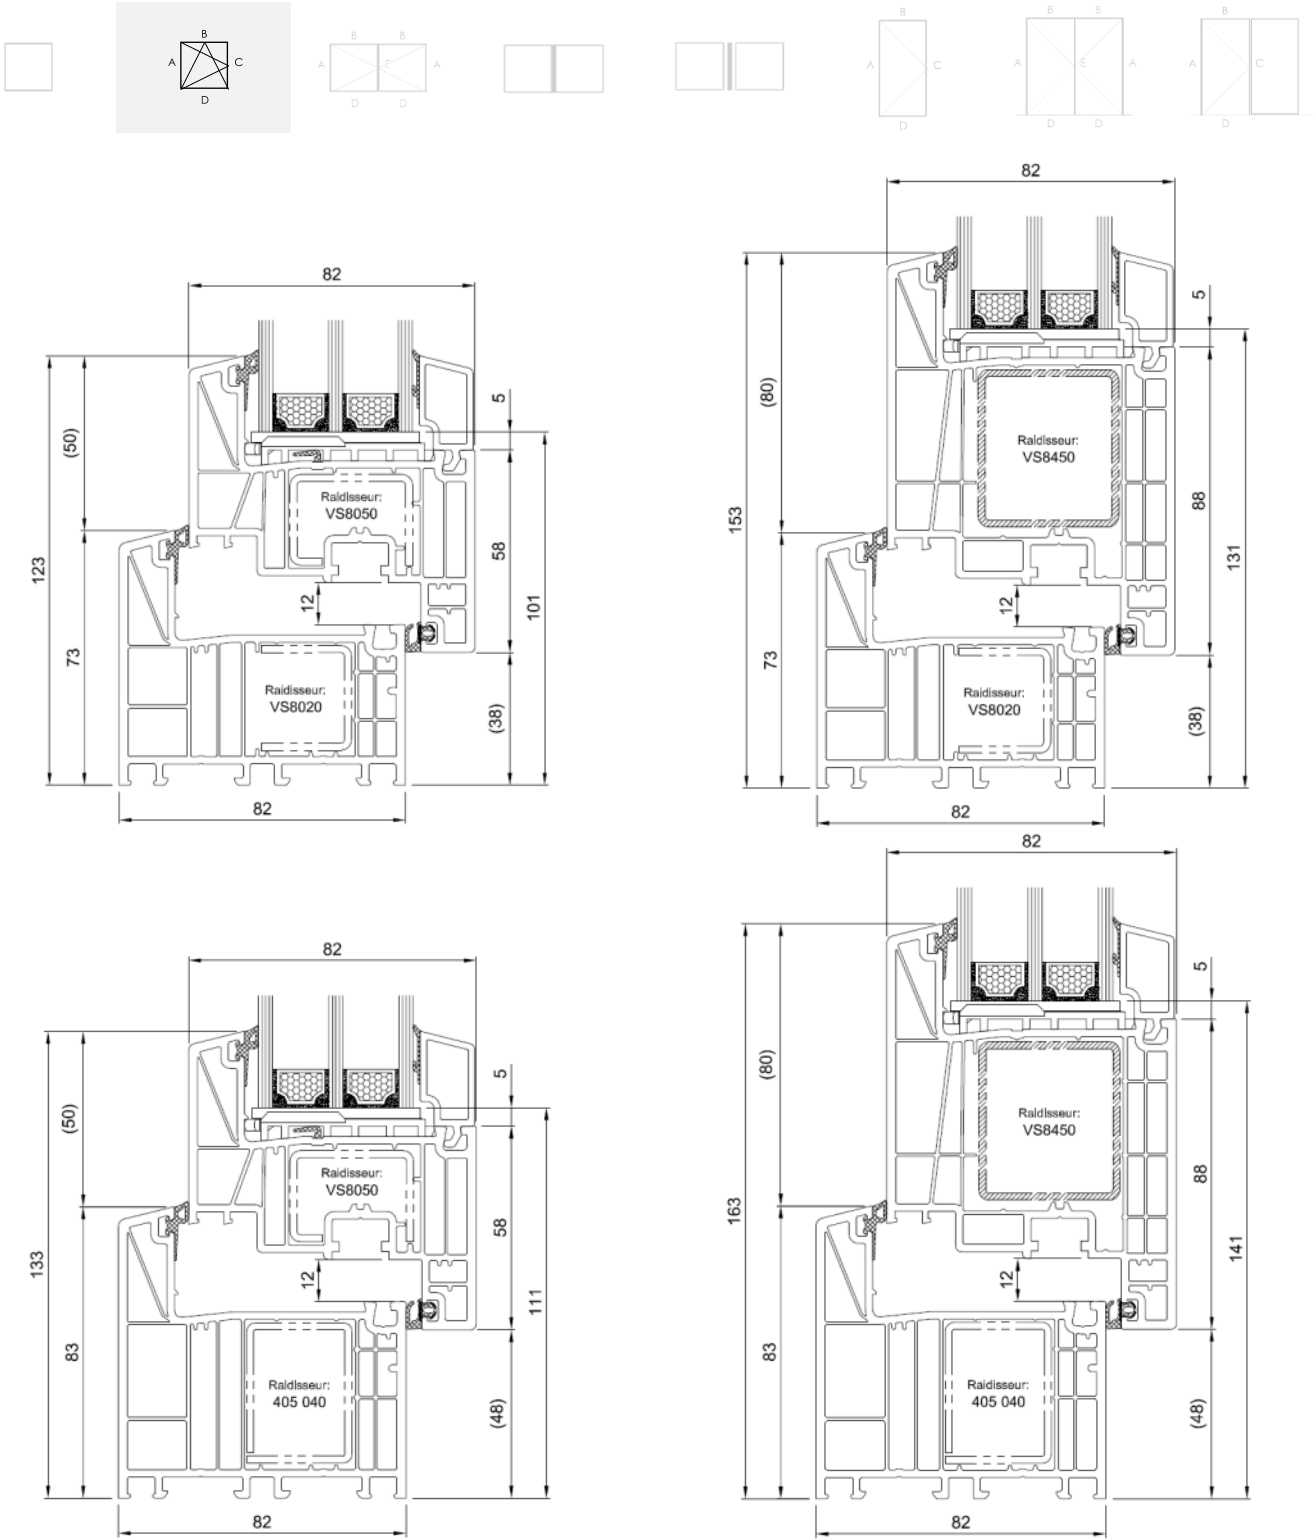 B
A
C
D
B
B
A
E
A
D
D
B
A
C
D
B
B
A
E
A
D
D
B
A
C
D
82
(50)
5
Raidisseur:
VS8050
123
58
12
101
73
Raidisseur:
VS8020
(38)
82
82
5
(80)
Raidisseur:
VS8450
153
88
131
12
73
Raidisseur:
VS8020
(38)
82
82
5
(50)
Raidisseur:
VS8050
133
58
12
111
83
Raidisseur:
405 040
(48)
82
82
5
(80)
Raidisseur:
VS8450
163
88
141
12
83
Raidisseur:
405 040
(48)
82